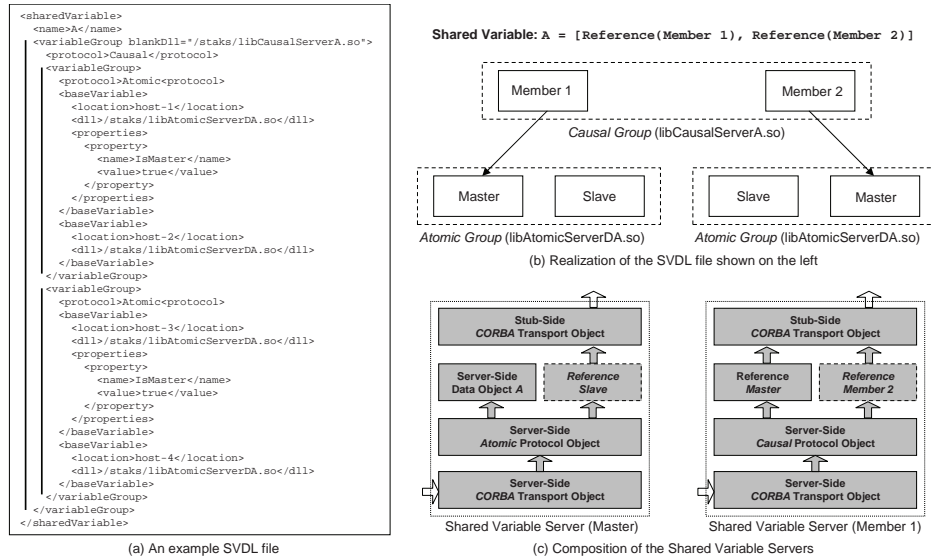 <sharedVariable>
<name>A</name>
<variableGroup blankDll="/staks/libCausalServerA.so">
<protocol>Causal</protocol>
<variableGroup>
<protocol>Atomic<protocol>
<baseVariable>
<location>host-1</location>
<dll>/staks/libAtomicServerDA.so</dll>
<properties>
<property>
<name>IsMaster</name>
<value>true</value>
</property>
</properties>
</baseVariable>
<baseVariable>
<location>host-2</location>
<dll>/staks/libAtomicServerDA.so</dll>
</baseVariable>
</variableGroup>
<variableGroup>
<protocol>Atomic<protocol>
<baseVariable>
<location>host-3</location>
<dll>/staks/libAtomicServerDA.so</dll>
<properties>
<property>
<name>IsMaster</name>
<value>true</value>
</property>
</properties>
</baseVariable>
<baseVariable>
<location>host-4</location>
<dll>/staks/libAtomicServerDA.so</dll>
</baseVariable>
</variableGroup>
</variableGroup>
</sharedVariable>
(a) An example SVDL file
Shared Variable: A = [Reference(Member 1), Reference(Member 2)]
Member 1
Member 2
Causal Group (libCausalServerA.so)
Master
Slave
Slave
Master
Atomic Group (libAtomicServerDA.so)
Atomic Group (libAtomicServerDA.so)
(b) Realization of the SVDL file shown on the left
Stub-Side
CORBA Transport Object
Server-Side
Data Object A
Reference
Slave
Server-Side
Atomic Protocol Object
Server-Side
CORBA Transport Object
Shared Variable Server (Master)
Stub-Side
CORBA Transport Object
Reference
Master
Reference
Member 2
Server-Side
Causal Protocol Object
Server-Side
CORBA Transport Object
Shared Variable Server (Member 1)
(c) Composition of the Shared Variable Servers